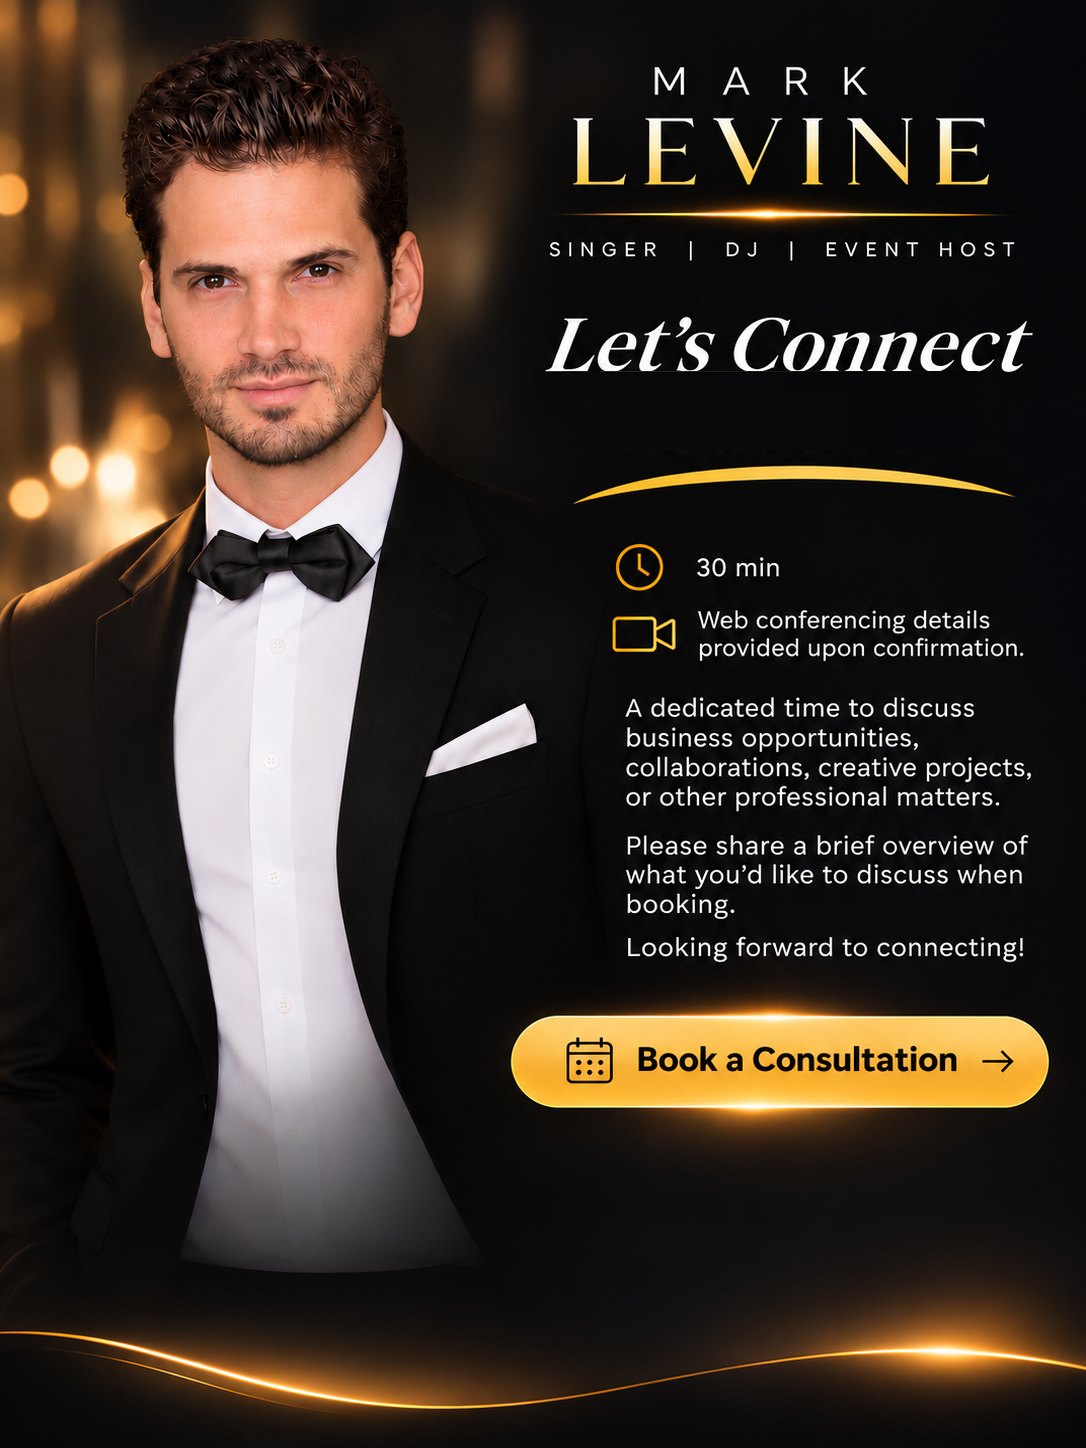 MARK
LEVINE
SINGER | DJ | EVENT HOST
Let's Connect
30 min
Web conferencing details
provided upon confirmation.
A dedicated time to discuss
business opportunities,
collaborations, creative projects,
or other professional matters.
Please share a brief overview of
what you'd like to discuss when
booking.
Looking forward to connecting!
Book a Consultation →